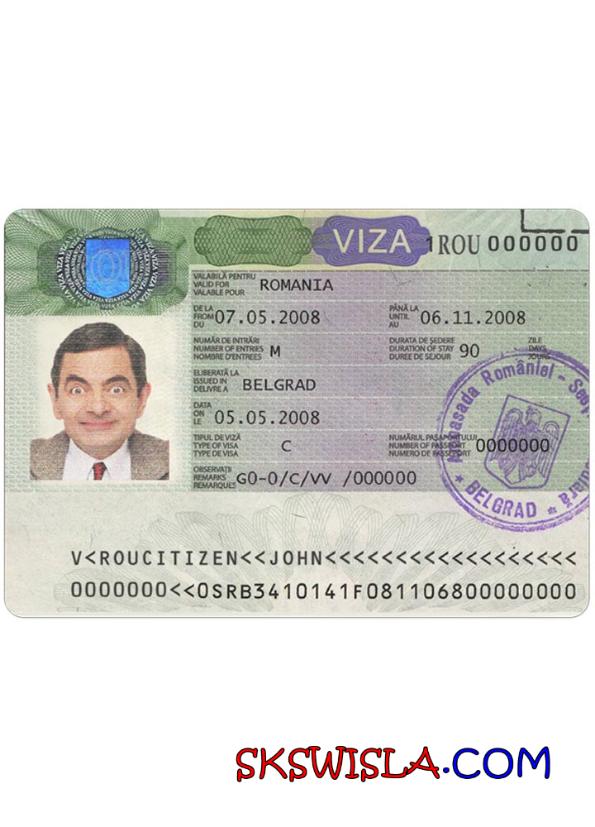 VIZA
ROU 000000
VALABILĂ PENTRU
VALID FOR
VALABLE POUR
ROMANIA
DE LA
FROM
DU
07.05.2008
PÂNĂ LA
UNTIL
AU
06.11.2008
NUMĂR DE INTRĂRI
NUMBER OF ENTRIES
NOMBRE D'ENTREES
M
DURATA DE ȘEDERE
DURATION OF STAY
DUREE DE SEJOUR
90
ZILE
DAYS
JOURS
ELIBERATĂ LA
ISSUED IN
DELIVRE A
BELGRAD
DATA
ON
LE
05.05.2008
TIPUL DE VIZĂ
TYPE OF VISA
TYPE DE VISA
C
NUMĂRUL PAȘAPORTULUI
NUMBER OF PASSPORT
NUMERO DE PASSEPORT
0000000
OBSERVAȚII
REMARKS
REMARQUES
GO-0/C/VV /000000
României
BELGRAD
V<ROUCITIZEN<<JOHN<<<<<<<<<<<<<<<<<<
0000000<<0SRB3410141F081106800000000
SKSWISLA.COM